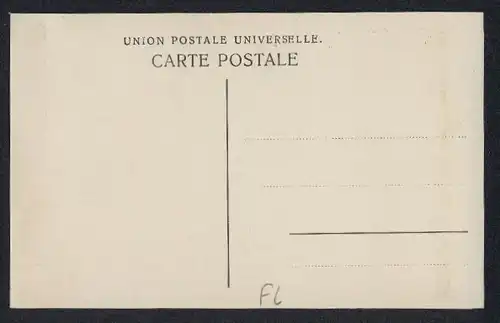 UNION POSTALE UNIVERSELLE.
CARTE POSTALE
FL